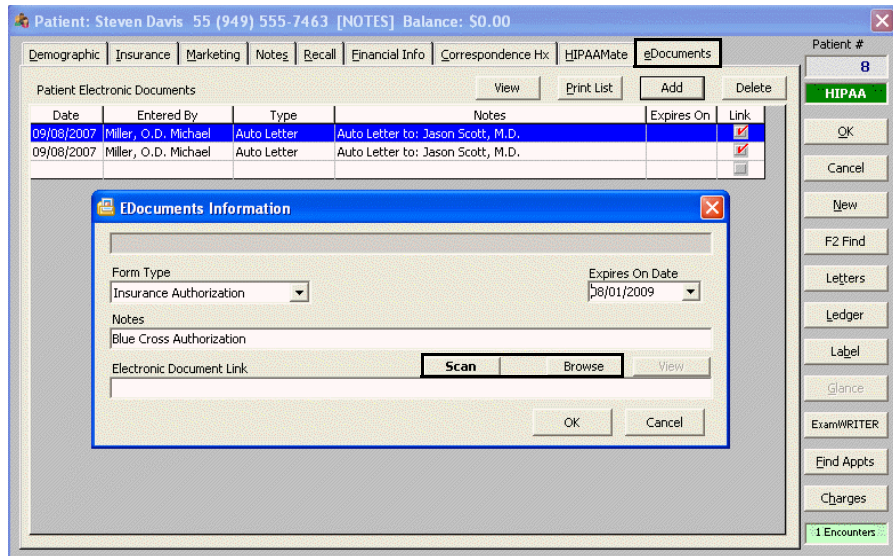 Patient: Steven Davis 55 (949) 555-7463 [NOTES] Balance: $0.00
Demographic Insurance Marketing Notes Recall Financial Info Correspondence Hx HIPAAMate eDocuments
Patient #
8
HIPAA
Patient Electronic Documents View Print List Add Delete
Date Entered By Type Notes Expires On Link
09/08/2007 Miller, O.D. Michael Auto Letter Auto Letter to: Jason Scott, M.D.
09/08/2007 Miller, O.D. Michael Auto Letter Auto Letter to: Jason Scott, M.D.
EDocuments Information
Form Type Expires On Date
Insurance Authorization 08/01/2009
Notes
Blue Cross Authorization
Electronic Document Link Scan Browse View
OK Cancel
OK
Cancel
New
F2 Find
Letters
Ledger
Label
Glance
ExamWRITER
Find Appts
Charges
1 Encounters